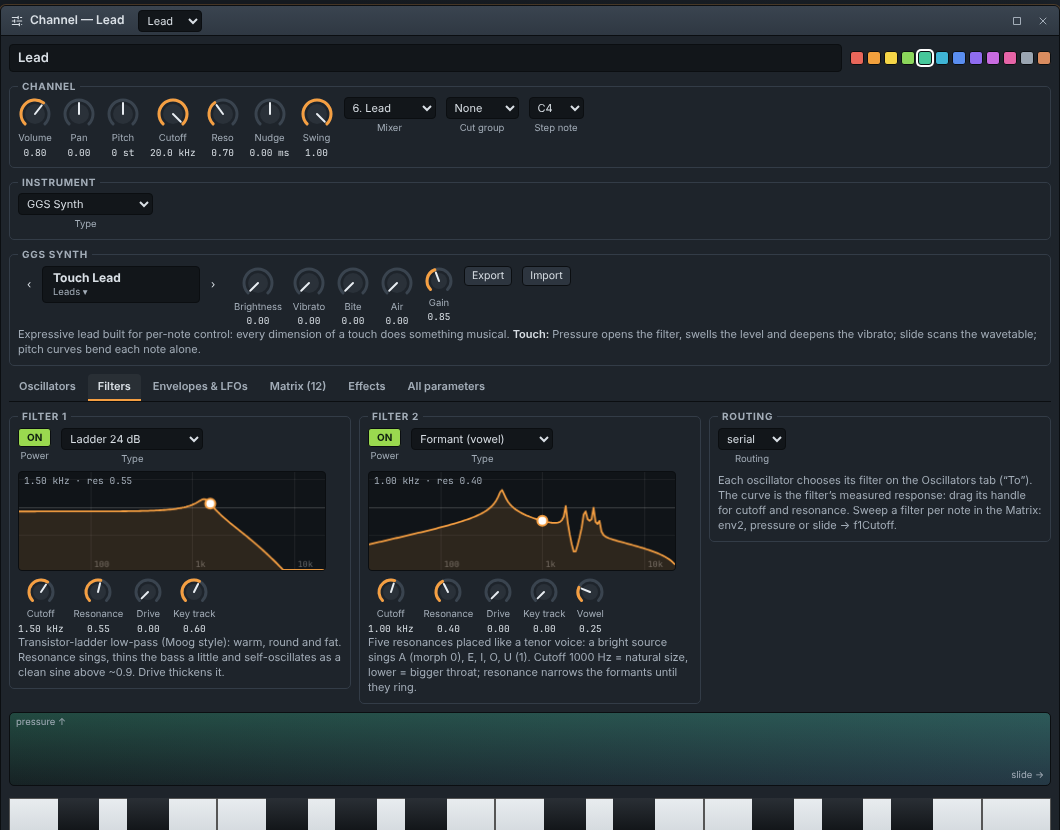 Channel — Lead
Lead
Lead
CHANNEL
Volume
Pan
Pitch
Cutoff
Reso
Nudge
Swing
0.80
0.00
0 st
20.0 kHz
0.70
0.00 ms
1.00
6. Lead
None
C4
Mixer
Cut group
Step note
INSTRUMENT
GGS Synth
Type
GGS SYNTH
‹
Touch Lead
Leads ▾
›
Brightness
Vibrato
Bite
Air
Gain
0.00
0.00
0.00
0.00
0.85
Export
Import
Expressive lead built for per-note control: every dimension of a touch does something musical. Touch: Pressure opens the filter, swells the level and deepens the vibrato; slide scans the wavetable;
pitch curves bend each note alone.
Oscillators
Filters
Envelopes & LFOs
Matrix (12)
Effects
All parameters
FILTER 1
ON
Power
Ladder 24 dB
Type
1.50 kHz · res 0.55
100
1k
10k
Cutoff
Resonance
Drive
Key track
1.50 kHz
0.55
0.00
0.60
Transistor-ladder low-pass (Moog style): warm, round and fat.
Resonance sings, thins the bass a little and self-oscillates as a
clean sine above ~0.9. Drive thickens it.
FILTER 2
ON
Power
Formant (vowel)
Type
1.00 kHz · res 0.40
100
1k
10k
Cutoff
Resonance
Drive
Key track
Vowel
1.00 kHz
0.40
0.00
0.00
0.25
Five resonances placed like a tenor voice: a bright source
sings A (morph 0), E, I, O, U (1). Cutoff 1000 Hz = natural size,
lower = bigger throat; resonance narrows the formants until
they ring.
ROUTING
serial
Routing
Each oscillator chooses its filter on the Oscillators tab (“To”).
The curve is the filter’s measured response: drag its handle
for cutoff and resonance. Sweep a filter per note in the Matrix:
env2, pressure or slide → f1Cutoff.
pressure ↑
slide →